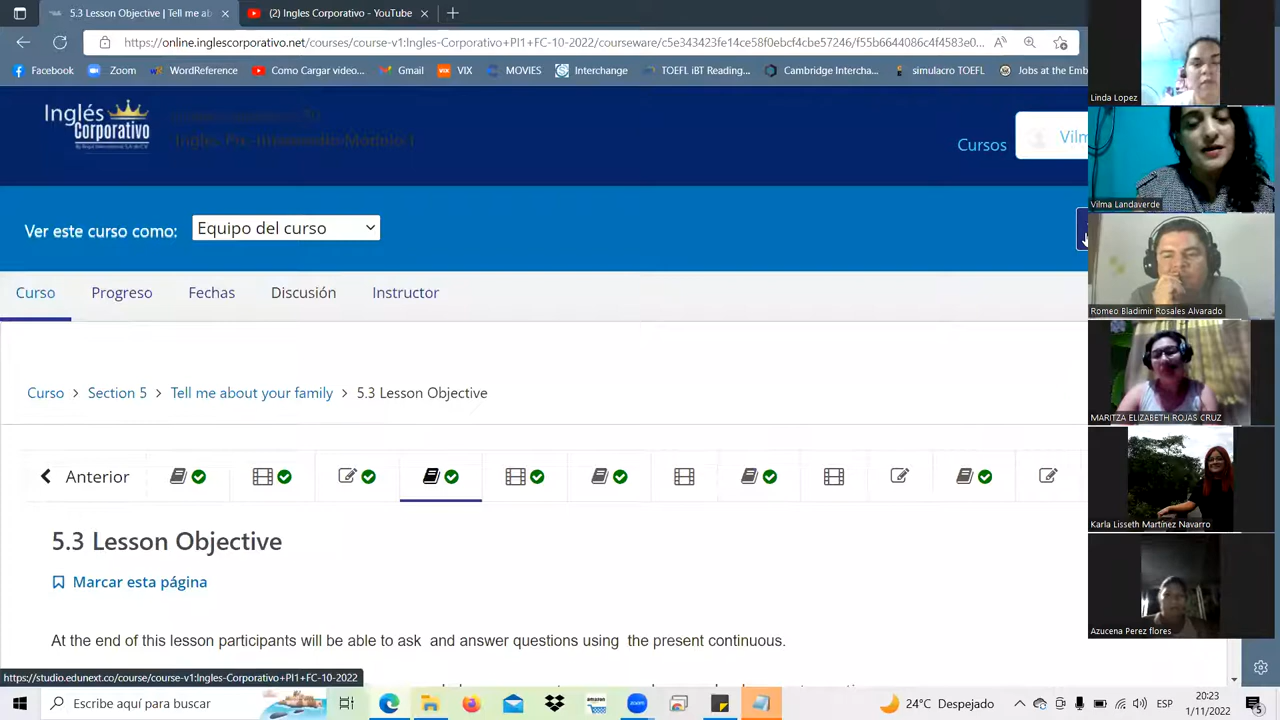 5.3 Lesson Objective | Tell me ab
(2) Ingles Corporativo - YouTube
https://online.inglescorporativo.net/courses/course-v1:Ingles-Corporativo+PI1+FC-10-2022/courseware/c5e343423fe14ce58f0ebcf4cbe57246/f55b6644086c4f4583e0...
Facebook Zoom WordReference Como Cargar video... Gmail VIX MOVIES Interchange TOEFL iBT Reading... Cambridge Intercha... simulacro TOEFL Jobs at the Emb
Inglés
Corporativo
Cursos
Vilm
Ver este curso como: Equipo del curso
Curso Progreso Fechas Discusión Instructor
Curso > Section 5 > Tell me about your family > 5.3 Lesson Objective
Anterior
5.3 Lesson Objective
Marcar esta página
At the end of this lesson participants will be able to ask and answer questions using the present continuous.
https://studio.edunext.co/course/course-v1:Ingles-Corporativo+PI1+FC-10-2022
Linda Lopez
Vilma Landaverde
Romeo Bladimir Rosales Alvarado
MARITZA ELIZABETH ROJAS CRUZ
Karla Lisseth Martínez Navarro
Azucena Perez flores
Escribe aquí para buscar
amazon
zoom
24°C Despejado
ESP
20:23
1/11/2022
5